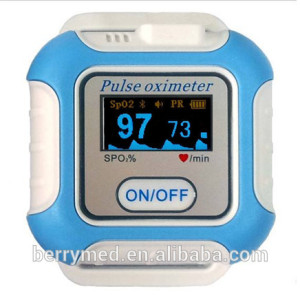 Pulse oximeter
SpO2 PR
97 73
SPO₂% ♥/min
ON/OFF
berrymed.en.alibaba.com